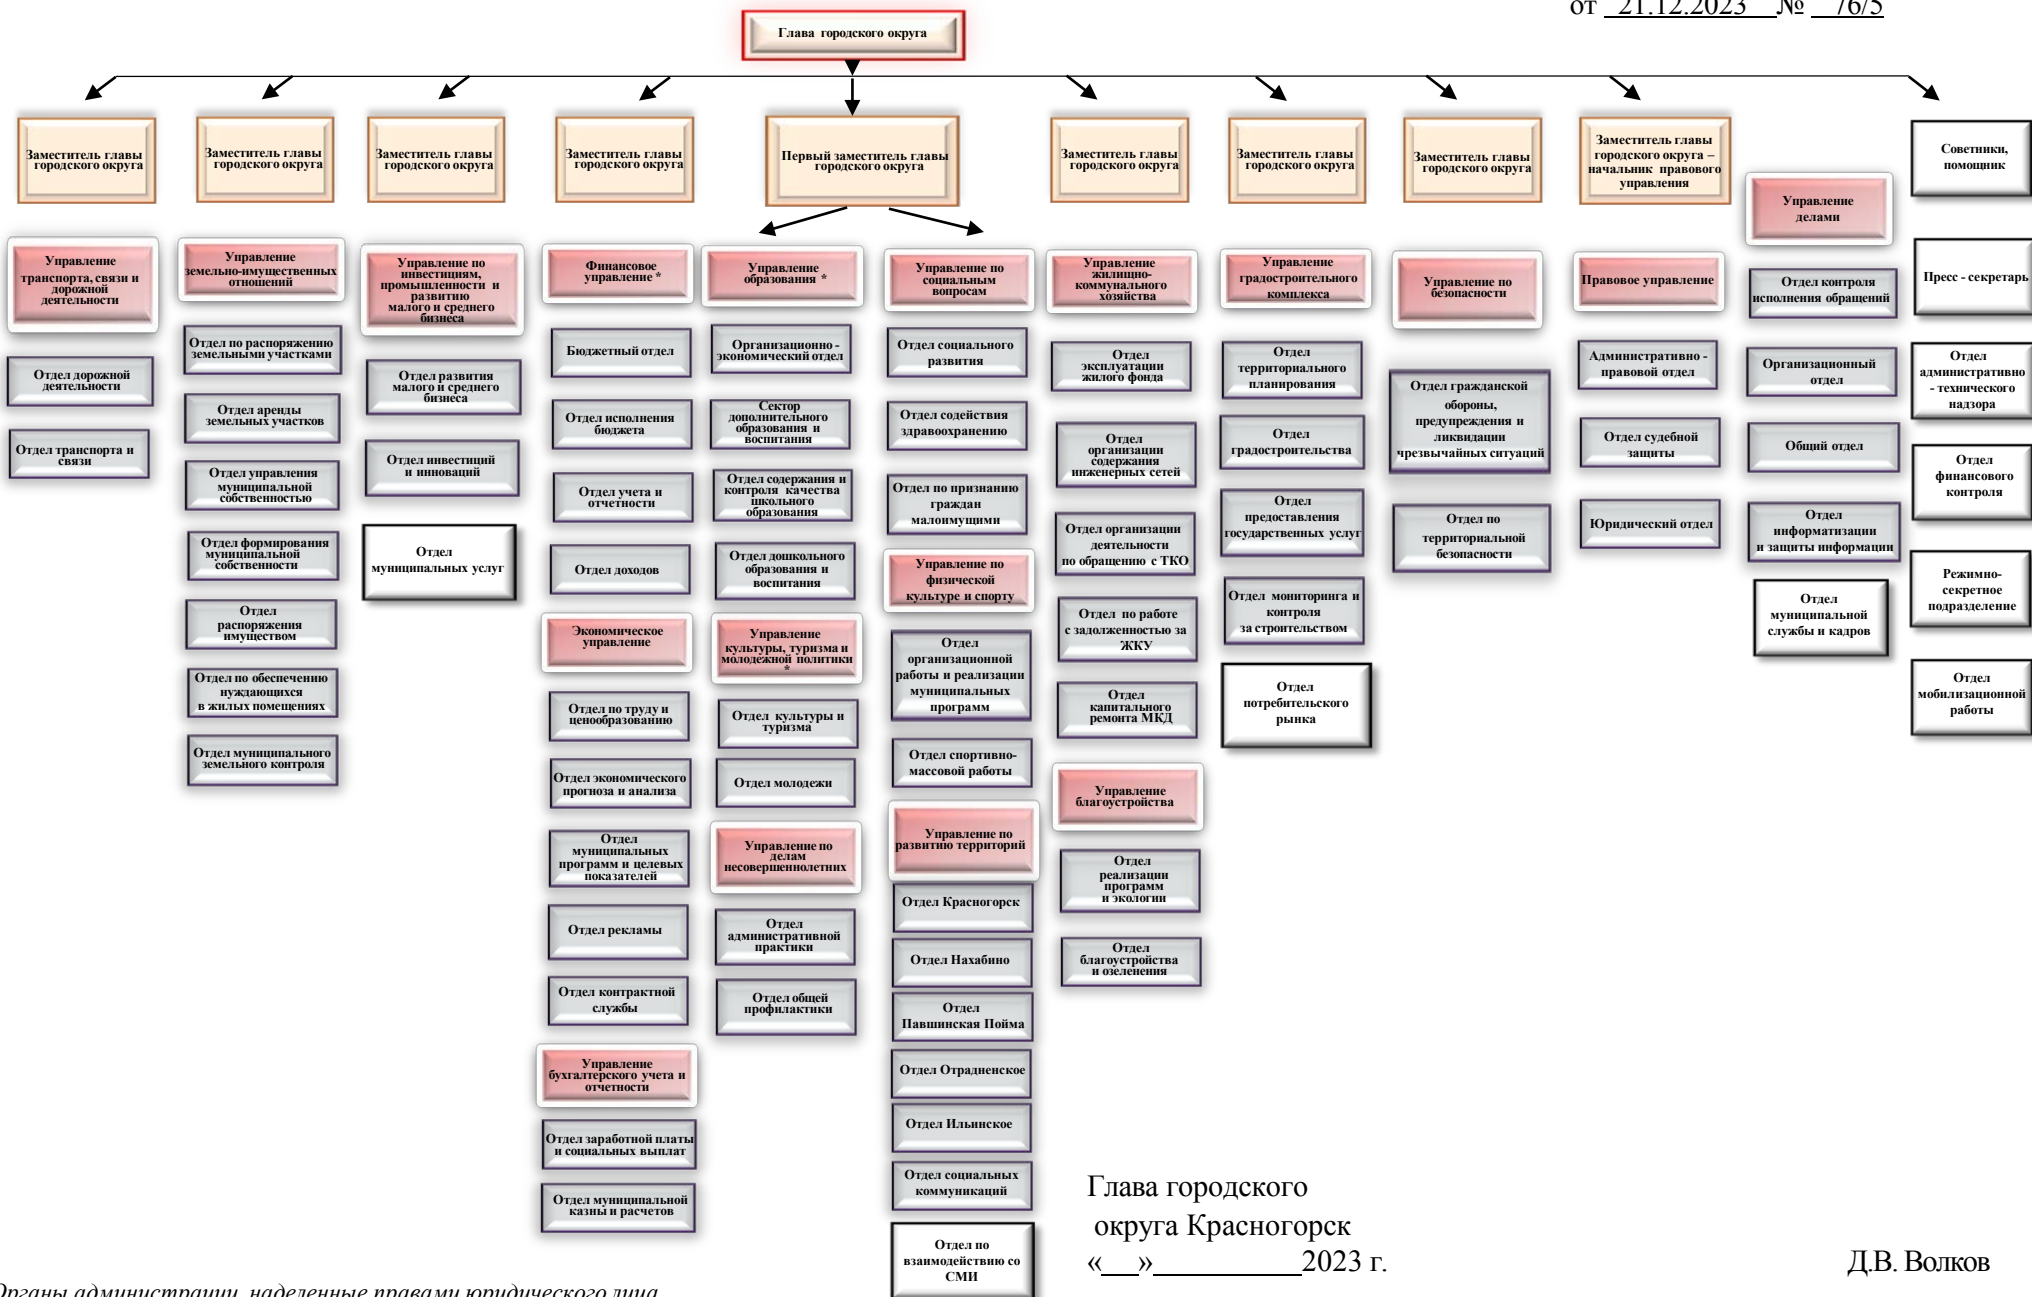 от 21.12.2023 № 76/5
Глава городского округа
Заместитель главы
городского округа
Заместитель главы
городского округа
Заместитель главы
городского округа
Заместитель главы
городского округа
Первый заместитель главы
городского округа
Заместитель главы
городского округа
Заместитель главы
городского округа
Заместитель главы
городского округа
Заместитель главы
городского округа –
начальник правового
управления
Советники,
помощник
Управление
транспорта, связи и
дорожной
деятельности
Отдел дорожной
деятельности
Отдел транспорта и
связи
Управление
земельно-имущественных
отношений
Отдел по распоряжению
земельными участками
Отдел аренды
земельных участков
Отдел управления
муниципальной
собственностью
Отдел формирования
муниципальной
собственности
Отдел
распоряжения
имуществом
Отдел по обеспечению
нуждающихся
в жилых помещениях
Отдел муниципального
земельного контроля
Управление по
инвестициям,
промышленности и
развитию
малого и среднего
бизнеса
Отдел развития
малого и среднего
бизнеса
Отдел инвестиций
и инноваций
Отдел
муниципальных услуг
Финансовое
управление *
Бюджетный отдел
Отдел исполнения
бюджета
Отдел учета и
отчетности
Отдел доходов
Экономическое
управление
Отдел по труду и
ценообразованию
Отдел экономического
прогноза и анализа
Отдел
муниципальных
программ и целевых
показателей
Отдел рекламы
Отдел контрактной
службы
Управление
бухгалтерского учета и
отчетности
Отдел заработной платы
и социальных выплат
Отдел муниципальной
казны и расчетов
Управление
образования *
Организационно -
экономический отдел
Сектор
дополнительного
образования и
воспитания
Отдел содержания и
контроля качества
школьного
образования
Отдел дошкольного
образования и
воспитания
Управление
культуры, туризма и
молодежной политики
*
Отдел культуры и
туризма
Отдел молодежи
Управление по
делам
несовершеннолетних
Отдел
административной
практики
Отдел общей
профилактики
Управление по
социальным
вопросам
Отдел социального
развития
Отдел содействия
здравоохранению
Отдел по признанию
граждан
малоимущими
Управление по
физической
культуре и спорту
Отдел
организационной
работы и реализации
муниципальных
программ
Отдел спортивно-
массовой работы
Управление по
развитию территорий
Отдел Красногорск
Отдел Нахабино
Отдел
Павшинская Пойма
Отдел Отрадненское
Отдел Ильинское
Отдел социальных
коммуникаций
Отдел по
взаимодействию со
СМИ
Управление
жилищно-
коммунального
хозяйства
Отдел
эксплуатации
жилого фонда
Отдел
организации
содержания
инженерных сетей
Отдел организации
деятельности
по обращению с ТКО
Отдел по работе
с задолженностью за
ЖКУ
Отдел
капитального
ремонта МКД
Управление
благоустройства
Отдел
реализации
программ
и экологии
Отдел
благоустройства
и озеленения
Управление
градостроительного
комплекса
Отдел
территориального
планирования
Отдел
градостроительства
Отдел
предоставления
государственных услуг
Отдел мониторинга и
контроля
за строительством
Отдел
потребительского
рынка
Управление по
безопасности
Отдел гражданской
обороны,
предупреждения и
ликвидации
чрезвычайных ситуаций
Отдел по
территориальной
безопасности
Правовое управление
Административно -
правовой отдел
Отдел судебной
защиты
Юридический отдел
Управление
делами
Отдел контроля
исполнения обращений
Организационный
отдел
Общий отдел
Отдел
информатизации
и защиты информации
Отдел
муниципальной
службы и кадров
Пресс - секретарь
Отдел
административно
- технического
надзора
Отдел
финансового
контроля
Режимно-
секретное
подразделение
Отдел
мобилизационной
работы
Глава городского
округа Красногорск
«__»__________2023 г.
Д.В. Волков
Органы администрации, наделенные правами юридического лица